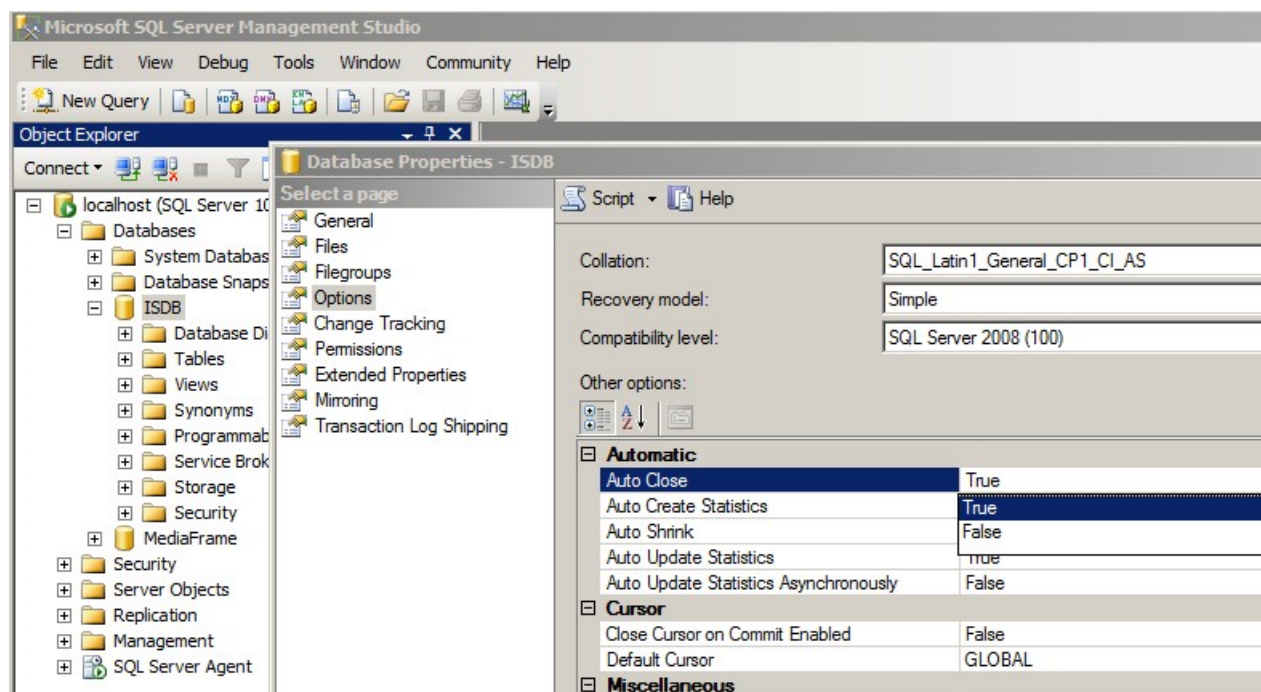 Microsoft SQL Server Management Studio
File Edit View Debug Tools Window Community Help
New Query
Object Explorer
Connect
localhost (SQL Server 10
Databases
System Databas
Database Snaps
ISDB
Database Di
Tables
Views
Synonyms
Programmab
Service Brok
Storage
Security
MediaFrame
Security
Server Objects
Replication
Management
SQL Server Agent
Database Properties - ISDB
Select a page
General
Files
Filegroups
Options
Change Tracking
Permissions
Extended Properties
Mirroring
Transaction Log Shipping
Script Help
Collation: SQL_Latin1_General_CP1_CI_AS
Recovery model: Simple
Compatibility level: SQL Server 2008 (100)
Other options:
Automatic
Auto Close True
Auto Create Statistics True
Auto Shrink False
Auto Update Statistics True
Auto Update Statistics Asynchronously False
Cursor
Close Cursor on Commit Enabled False
Default Cursor GLOBAL
Miscellaneous